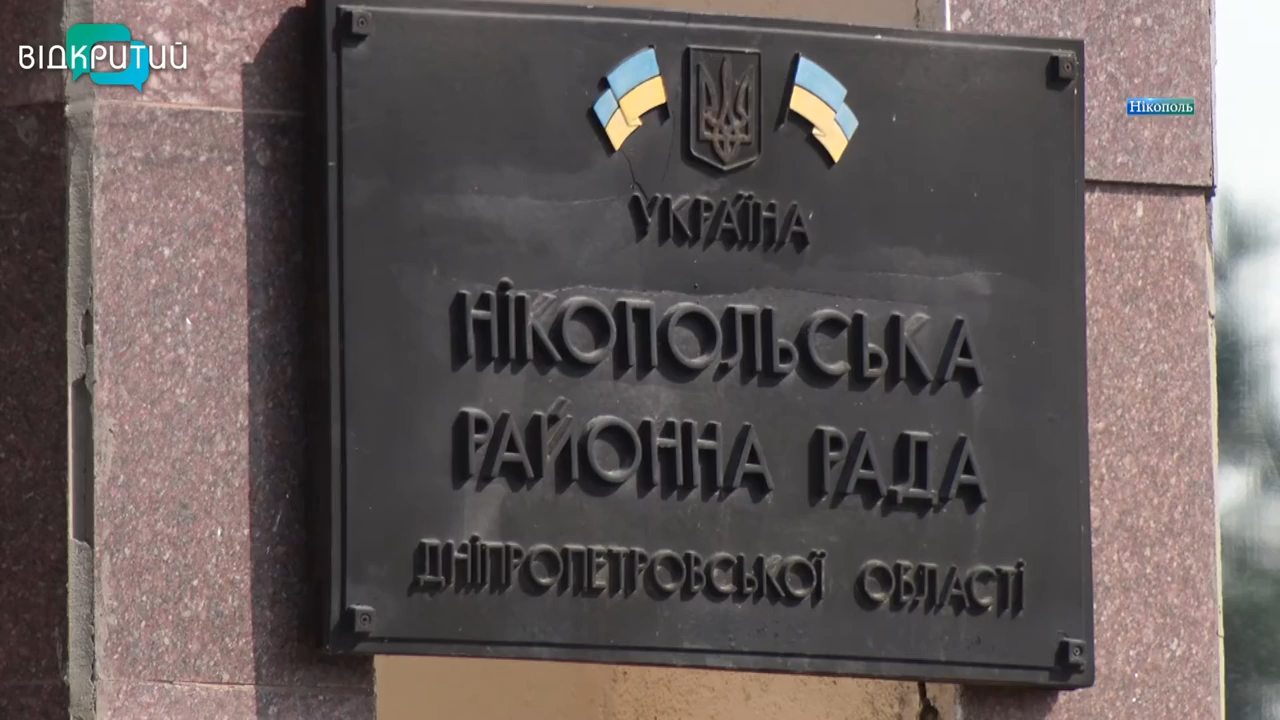 ВІДКРИТИЙ
Нікополь
УКРАЇНА
НІКОПОЛЬСЬКА
РАЙОННА РАДА
ДНІПРОПЕТРОВСЬКОЇ ОБЛАСТІ